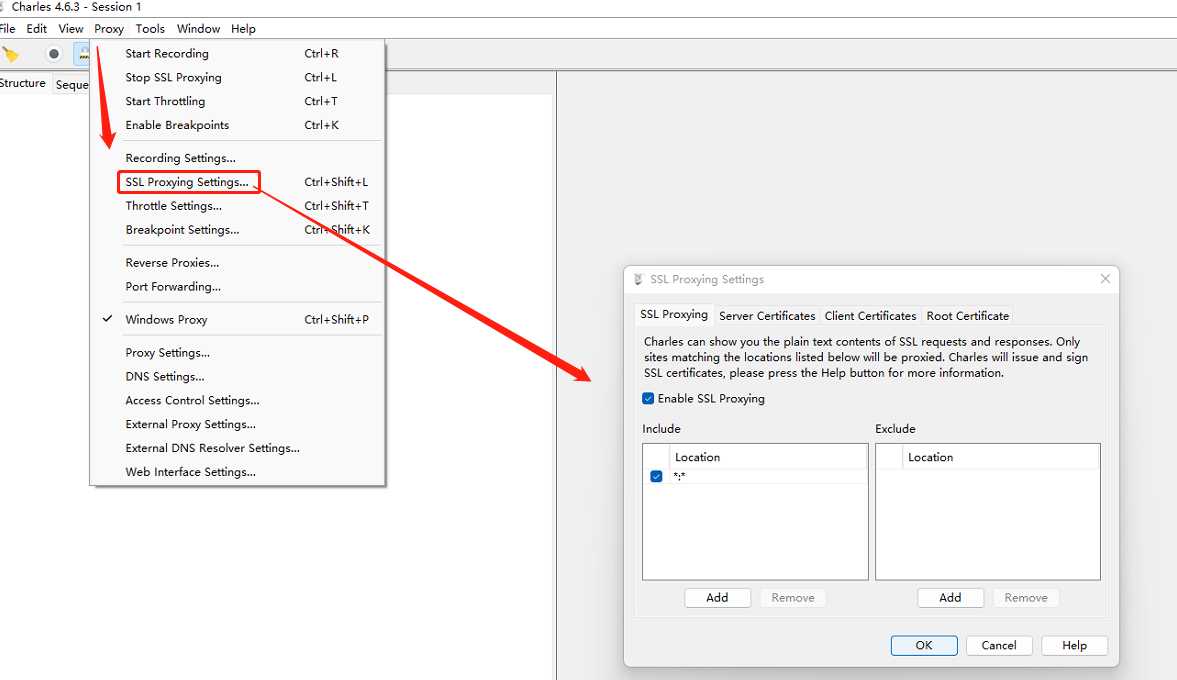 Charles 4.6.3 - Session 1
File Edit View Proxy Tools Window Help
Structure Seque
Start Recording Ctrl+R
Stop SSL Proxying Ctrl+L
Start Throttling Ctrl+T
Enable Breakpoints Ctrl+K
Recording Settings...
SSL Proxying Settings... Ctrl+Shift+L
Throttle Settings... Ctrl+Shift+T
Breakpoint Settings... Ctrl+Shift+K
Reverse Proxies...
Port Forwarding...
Windows Proxy Ctrl+Shift+P
Proxy Settings...
DNS Settings...
Access Control Settings...
External Proxy Settings...
External DNS Resolver Settings...
Web Interface Settings...
SSL Proxying Settings
SSL Proxying Server Certificates Client Certificates Root Certificate
Charles can show you the plain text contents of SSL requests and responses. Only
sites matching the locations listed below will be proxied. Charles will issue and sign
SSL certificates, please press the Help button for more information.
Enable SSL Proxying
Include Exclude
Location Location
*:*
Add Remove Add Remove
OK Cancel Help